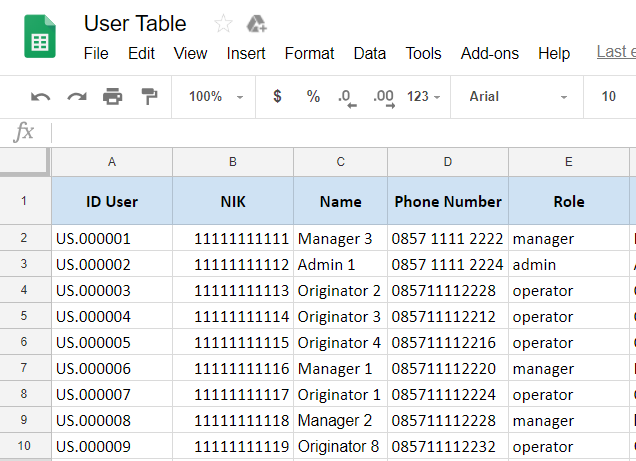 User Table
File Edit View Insert Format Data Tools Add-ons Help Last e
100% $ % .0 .00 123 Arial 10
fx
A B C D E
1 ID User NIK Name Phone Number Role
2 US.000001 11111111111 Manager 3 0857 1111 2222 manager
3 US.000002 11111111112 Admin 1 0857 1111 2224 admin
4 US.000003 11111111113 Originator 2 085711112228 operator
5 US.000004 11111111114 Originator 3 085711112212 operator
6 US.000005 11111111115 Originator 4 085711112216 operator
7 US.000006 11111111116 Manager 1 085711112220 manager
8 US.000007 11111111117 Originator 1 085711112224 operator
9 US.000008 11111111118 Manager 2 085711112228 manager
10 US.000009 11111111119 Originator 8 085711112232 operator